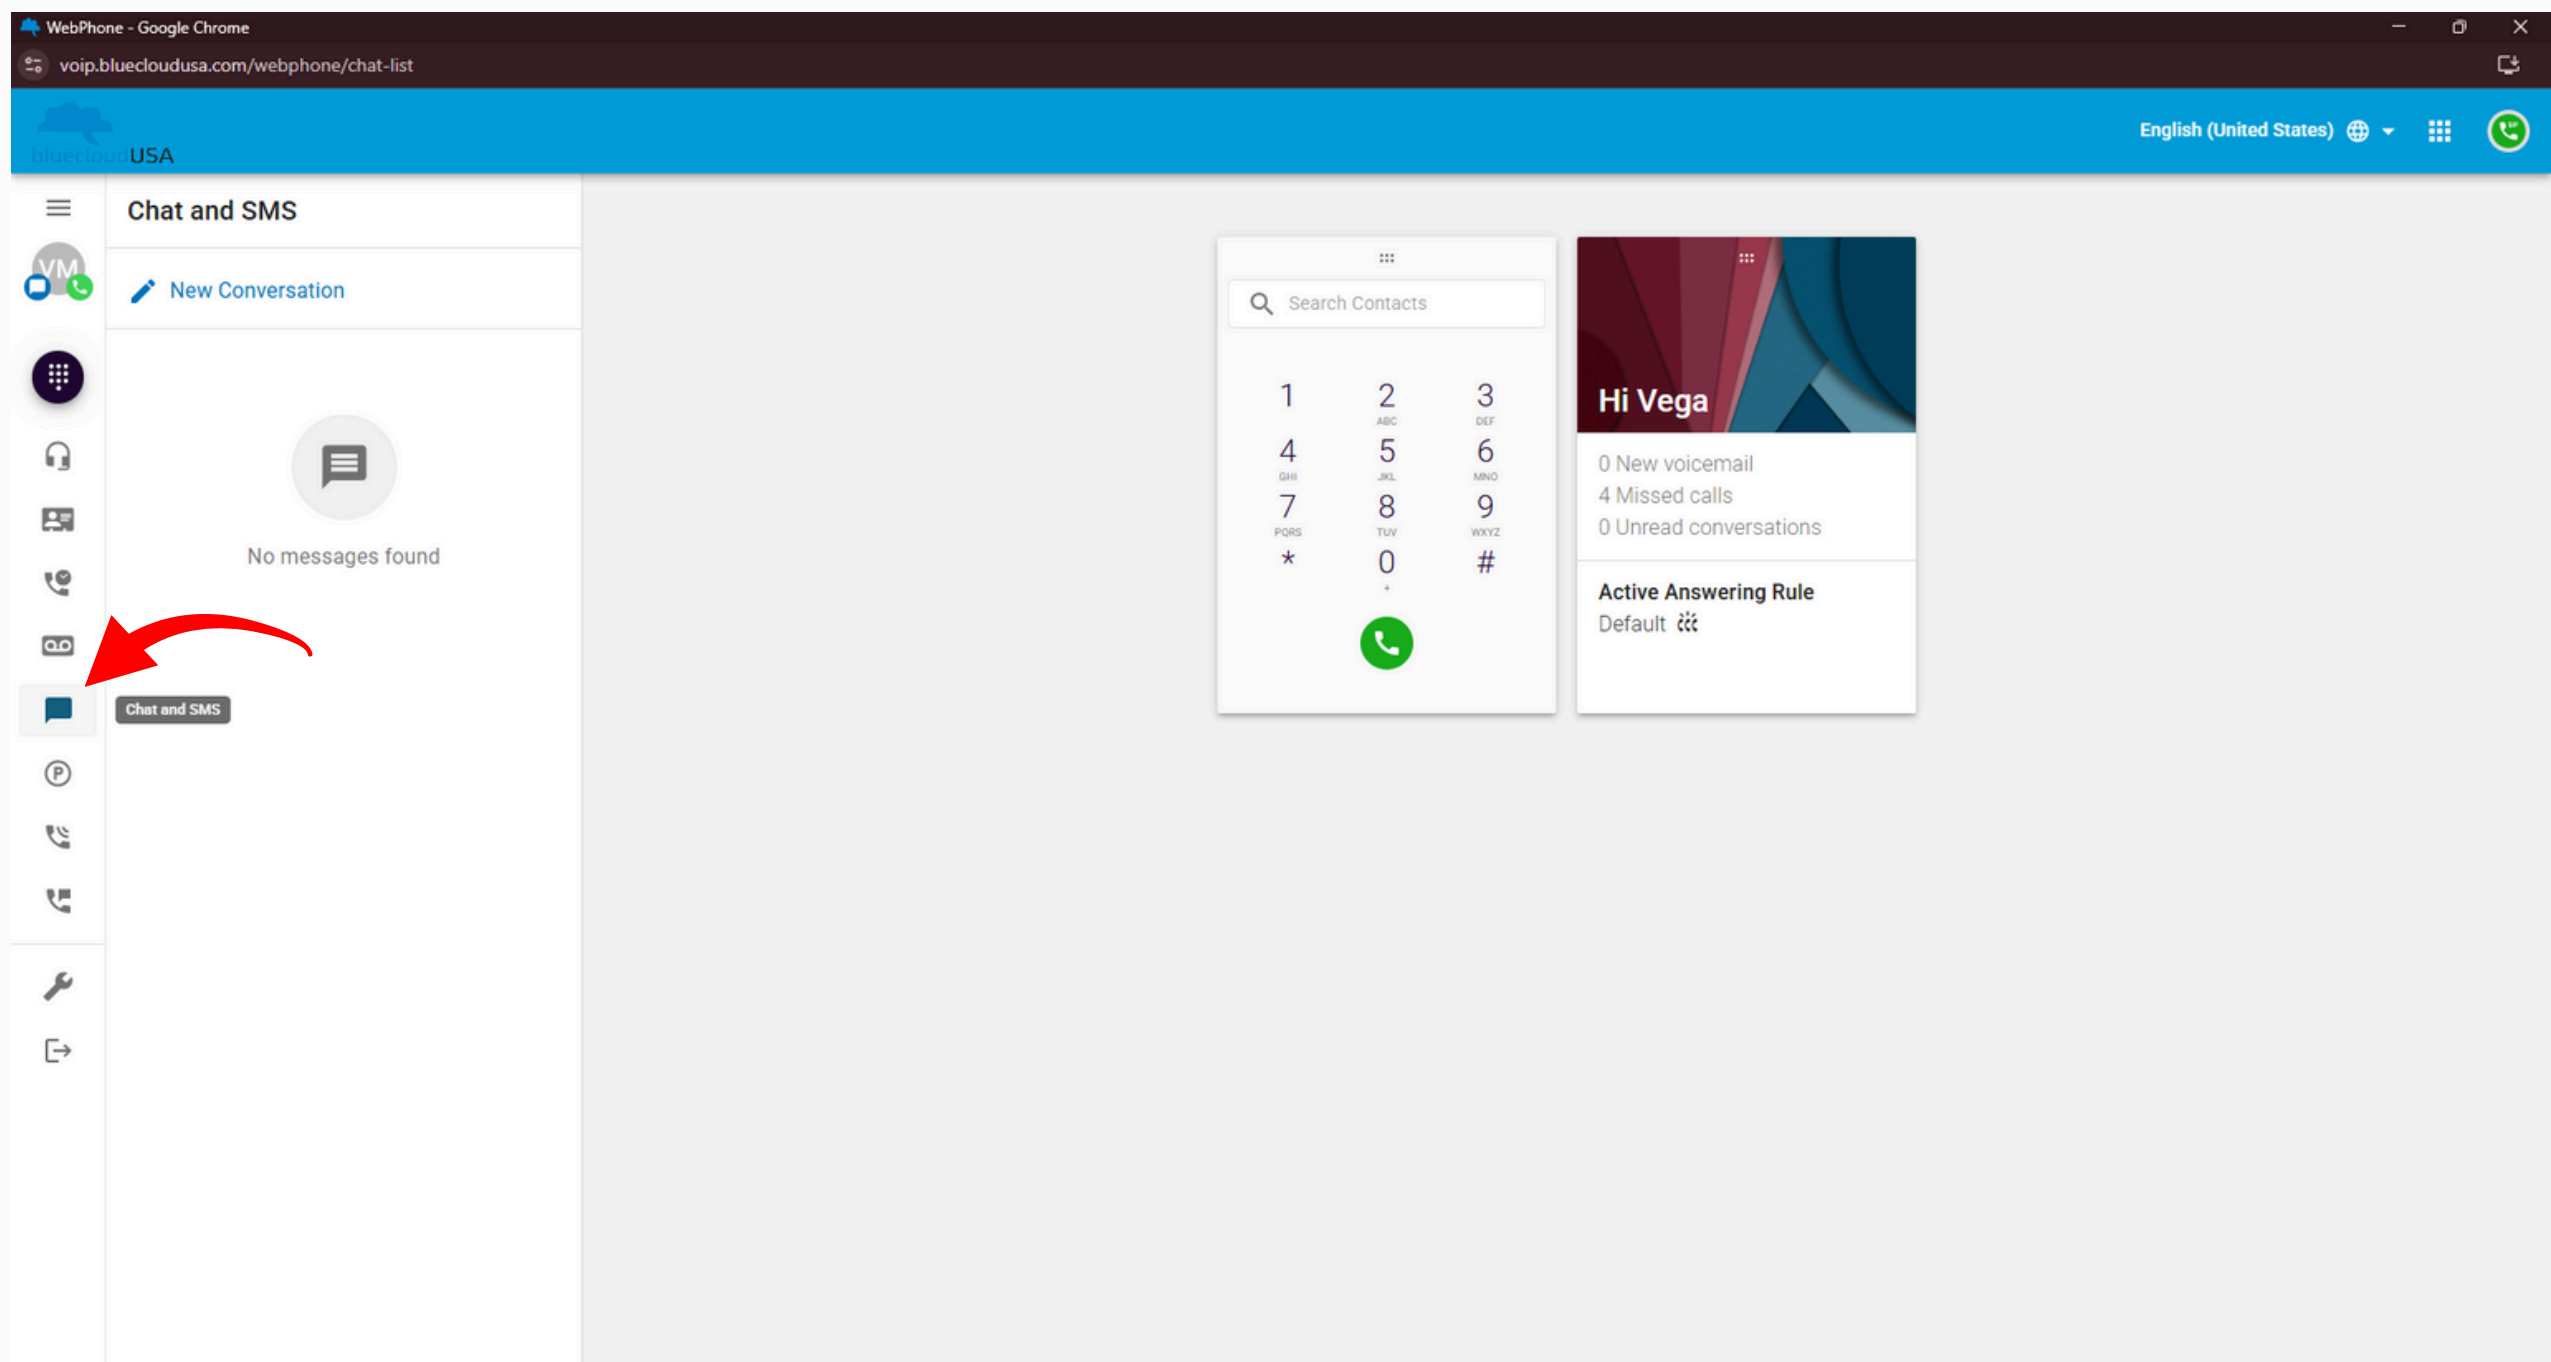 WebPhone - Google Chrome
voip.bluecloudusa.com/webphone/chat-list
bluecloudUSA
English (United States)
Chat and SMS
VM
New Conversation
No messages found
Chat and SMS
Search Contacts
1 2 3
ABC DEF
4 5 6
GHI JKL MNO
7 8 9
PQRS TUV WXYZ
* 0 #
+
Hi Vega
0 New voicemail
4 Missed calls
0 Unread conversations
Active Answering Rule
Default
P